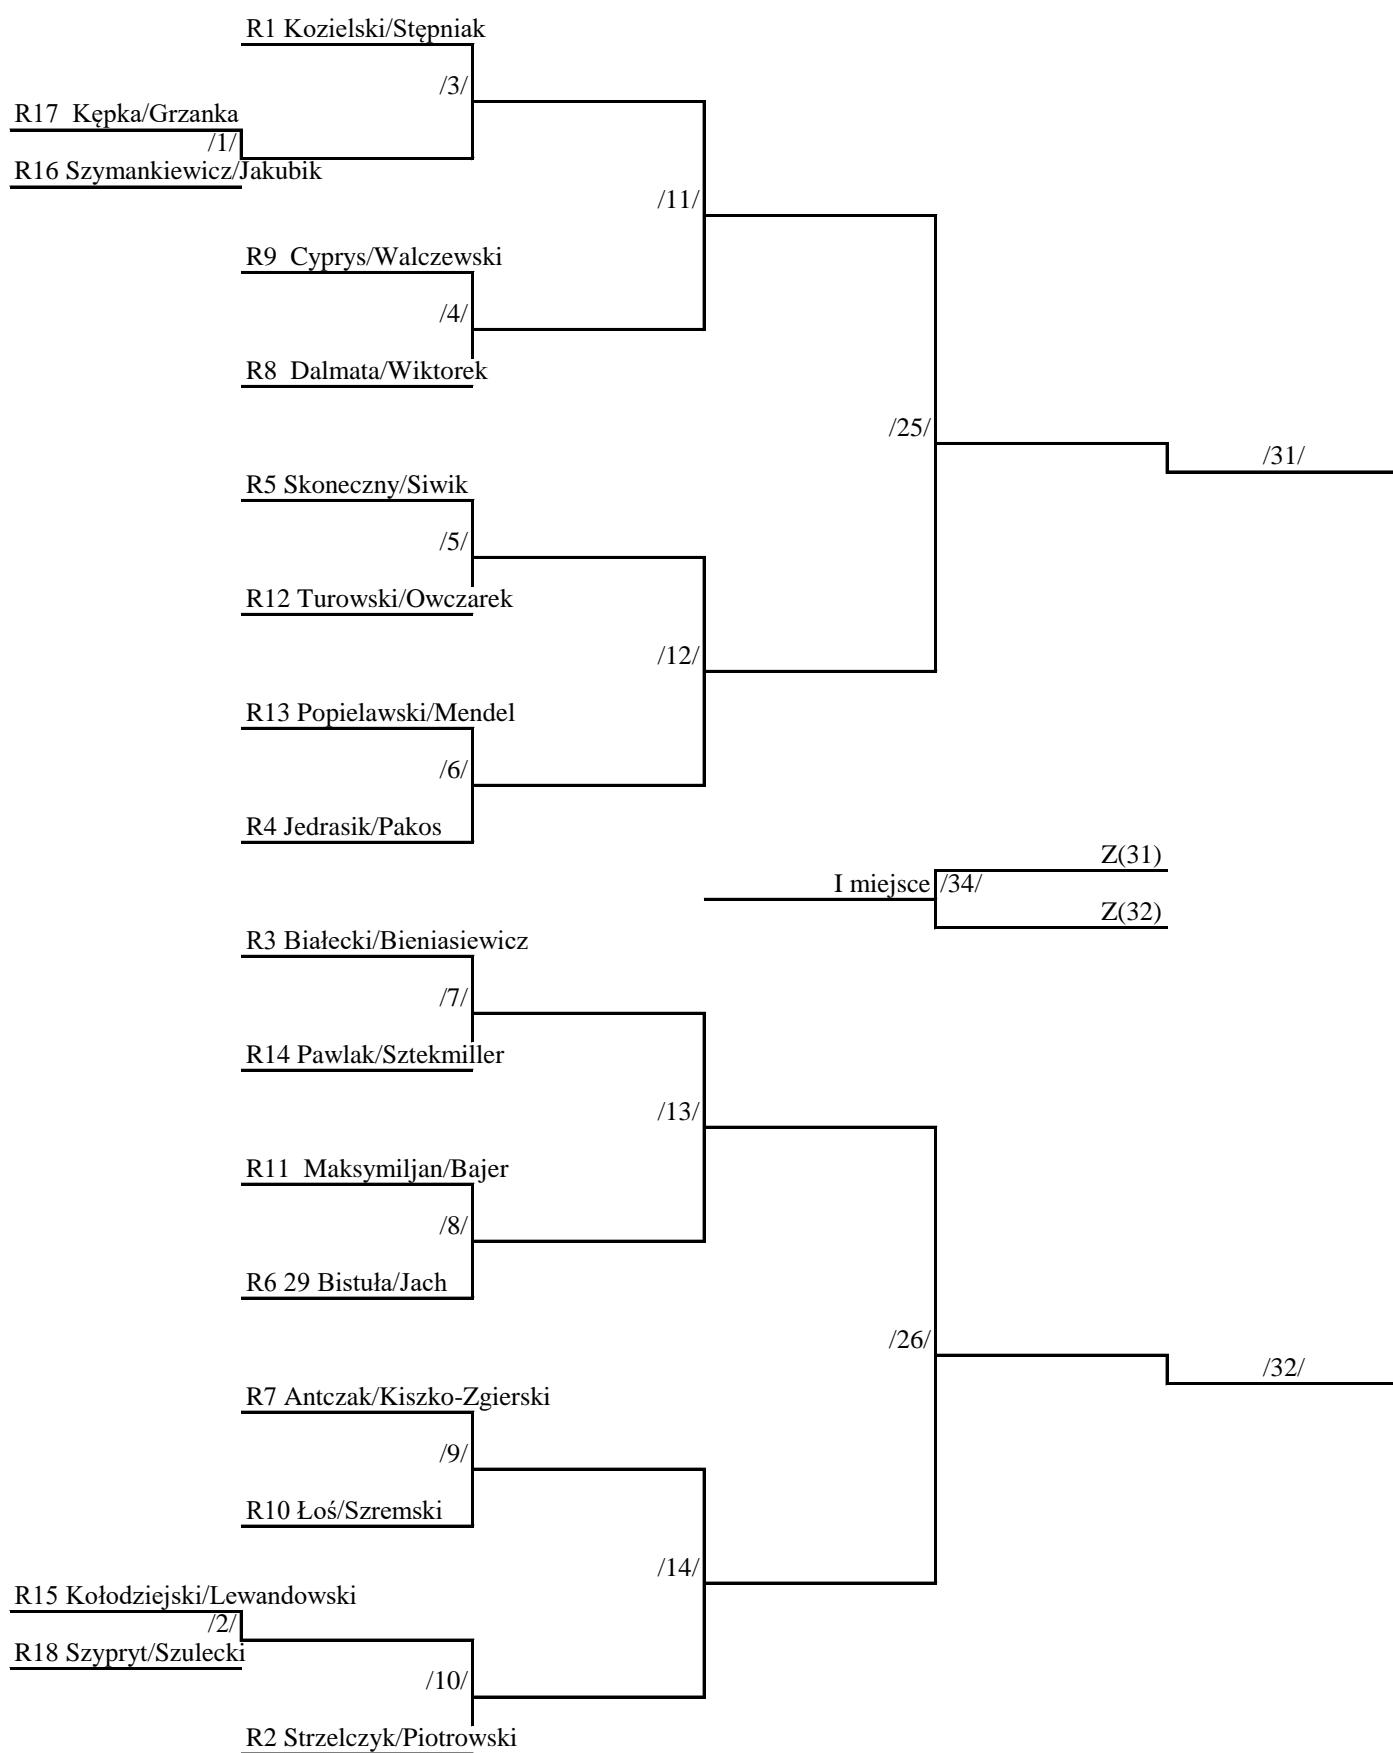 R1 Kozielski/Stępniak
/3/
R17  Kępka/Grzanka
/1/
R16 Szymankiewicz/Jakubik
/11/
R9  Cyprys/Walczewski
/4/
R8  Dalmata/Wiktorek
/25/
/31/
R5 Skoneczny/Siwik
/5/
R12 Turowski/Owczarek
/12/
R13 Popielawski/Mendel
/6/
R4 Jedrasik/Pakos
Z(31)
I miejsce /34/
Z(32)
R3 Białecki/Bieniasiewicz
/7/
R14 Pawlak/Sztekmiller
/13/
R11  Maksymiljan/Bajer
/8/
R6 29 Bistuła/Jach
/26/
/32/
R7 Antczak/Kiszko-Zgierski
/9/
R10 Łoś/Szremski
/14/
R15 Kołodziejski/Lewandowski
/2/
R18 Szypryt/Szulecki
/10/
R2 Strzelczyk/Piotrowski